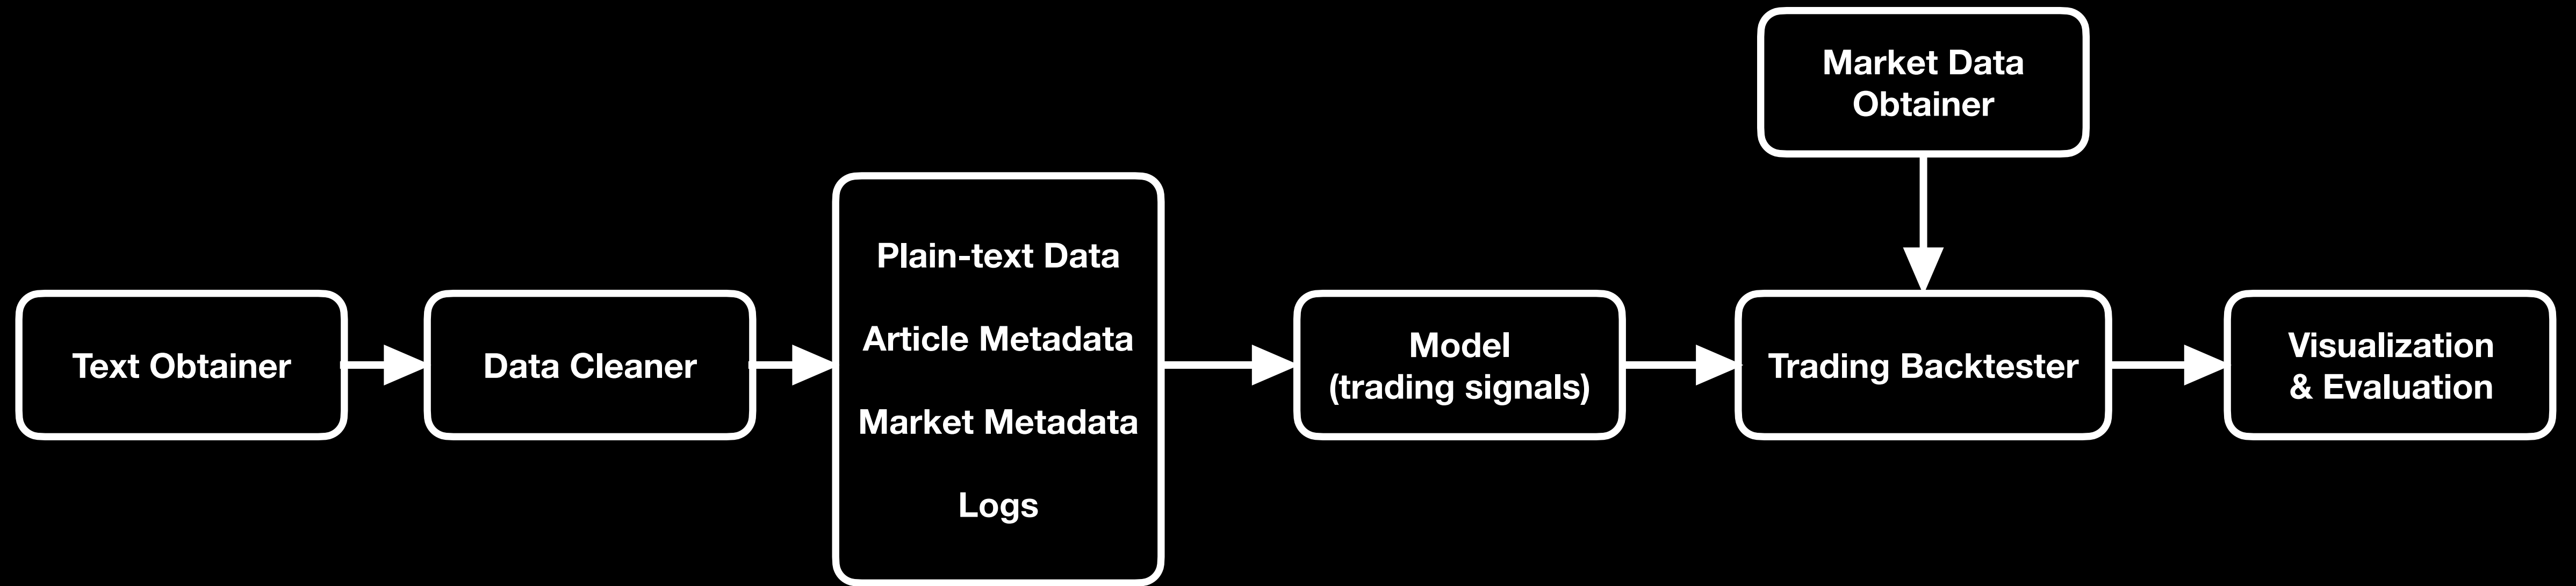 Market Data
Obtainer
Text Obtainer
Data Cleaner
Plain-text Data
Article Metadata
Market Metadata
Logs
Model
(trading signals)
Trading Backtester
Visualization
& Evaluation